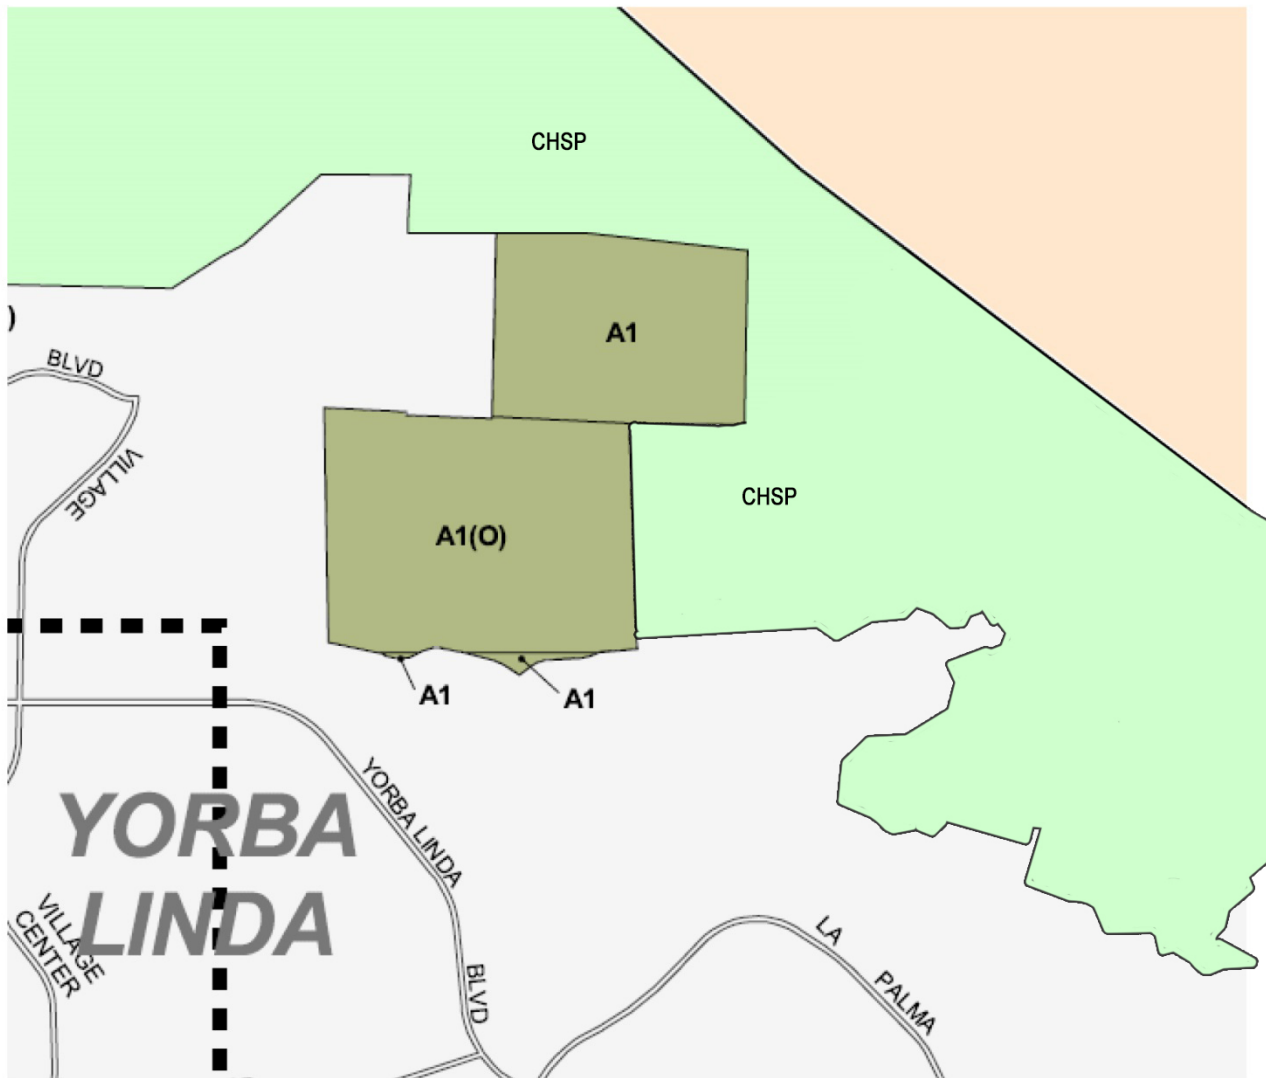 CHSP
)
A1
BLVD
VILLAGE
CHSP
A1(O)
A1
A1
YORBA LINDA
YORBA
LINDA
VILLAGE
CENTER
BLVD
LA
PALMA